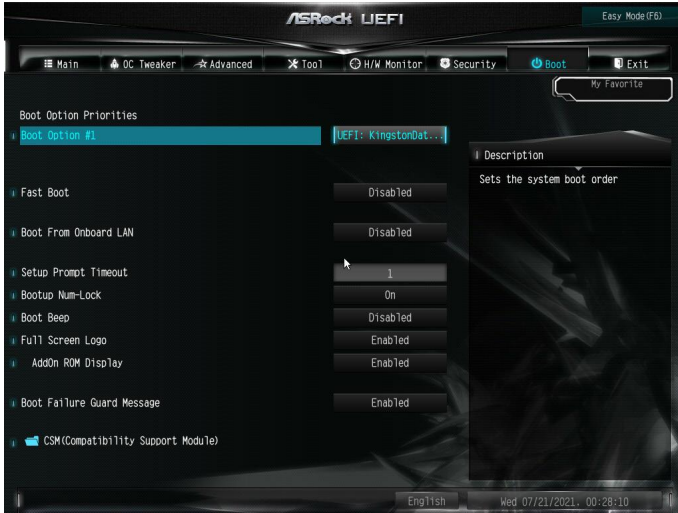 ASRock UEFI
Easy Mode(F6)
Main
OC Tweaker
Advanced
Tool
H/W Monitor
Security
Boot
Exit
My Favorite
Boot Option Priorities
Boot Option #1
UEFI: KingstonDat...
Description
Sets the system boot order
Fast Boot
Disabled
Boot From Onboard LAN
Disabled
Setup Prompt Timeout
1
Bootup Num-Lock
On
Boot Beep
Disabled
Full Screen Logo
Enabled
AddOn ROM Display
Enabled
Boot Failure Guard Message
Enabled
CSM(Compatibility Support Module)
English
Wed 07/21/2021, 00:28:10